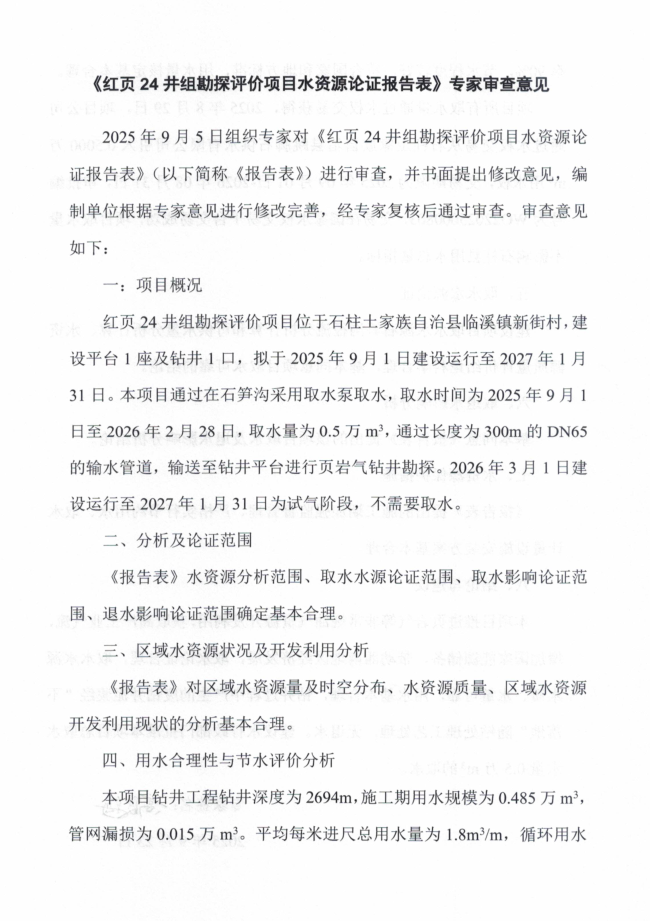 《红页 24 井组勘探评价项目水资源论证报告表》专家审查意见
2025 年 9 月 5 日组织专家对《红页 24 井组勘探评价项目水资源论
证报告表》（以下简称《报告表》）进行审查，并书面提出修改意见，编
制单位根据专家意见进行修改完善，经专家复核后通过审查。审查意见
如下：
一：项目概况
红页 24 井组勘探评价项目位于石柱土家族自治县临溪镇新街村，建
设平台 1 座及钻井 1 口，拟于 2025 年 9 月 1 日建设运行至 2027 年 1 月
31 日。本项目通过在石笋沟采用取水泵取水，取水时间为 2025 年 9 月 1
日至 2026 年 2 月 28 日，取水量为 0.5 万 m³，通过长度为 300m 的 DN65
的输水管道，输送至钻井平台进行页岩气钻井勘探。2026 年 3 月 1 日建
设运行至 2027 年 1 月 31 日为试气阶段，不需要取水。
二、分析及论证范围
《报告表》水资源分析范围、取水水源论证范围、取水影响论证范
围、退水影响论证范围确定基本合理。
三、区域水资源状况及开发利用分析
《报告表》对区域水资源量及时空分布、水资源质量、区域水资源
开发利用现状的分析基本合理。
四、用水合理性与节水评价分析
本项目钻井工程钻井深度为 2694m，施工期用水规模为 0.485 万 m³，
管网漏损为 0.015 万 m³。平均每米进尺总用水量为 1.8m³/m，循环用水